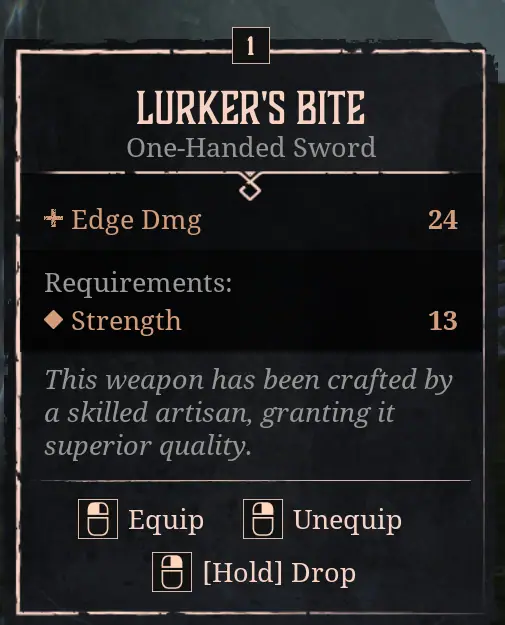 1
LURKER'S BITE
One-Handed Sword
Edge Dmg 24
Requirements:
Strength 13
This weapon has been crafted by
a skilled artisan, granting it
superior quality.
Equip Unequip
[Hold] Drop